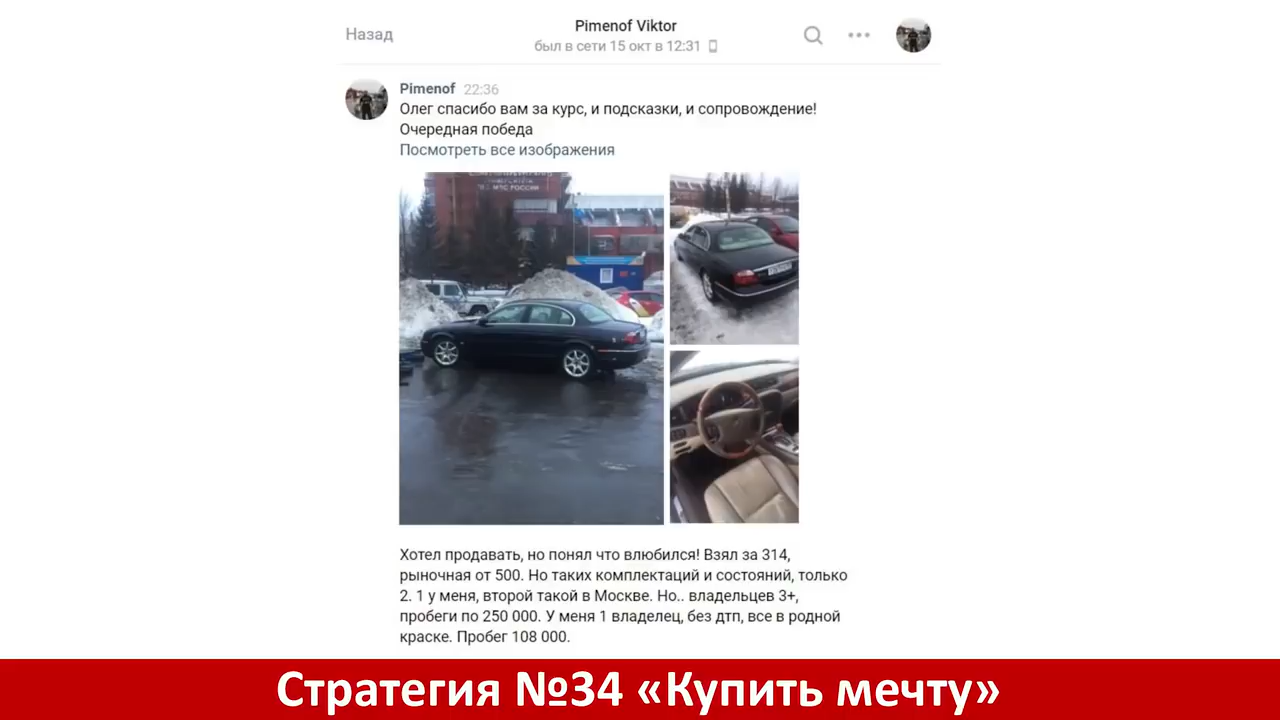 Назад
Pimenof Viktor
был в сети 15 окт в 12:31
Pimenof 22:36
Олег спасибо вам за курс, и подсказки, и сопровождение!
Очередная победа
Посмотреть все изображения
МЧС РОССИИ
Хотел продавать, но понял что влюбился! Взял за 314,
рыночная от 500. Но таких комплектаций и состояний, только
2. 1 у меня, второй такой в Москве. Но.. владельцев 3+,
пробеги по 250 000. У меня 1 владелец, без дтп, все в родной
краске. Пробег 108 000.
Стратегия №34 «Купить мечту»